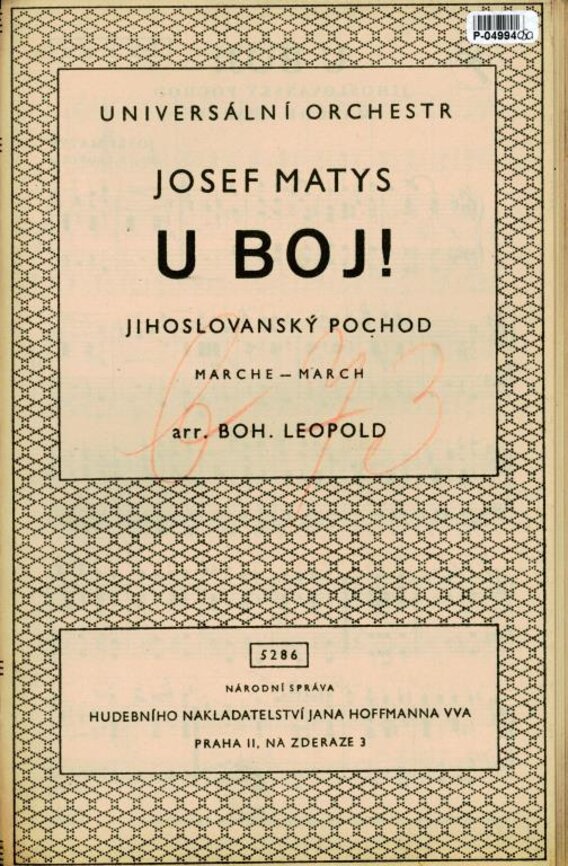 P-04994
UNIVERSÁLNÍ ORCHESTR
JOSEF MATYS
U BOJ!
JIHOSLOVANSKÝ POCHOD
MARCHE – MARCH
arr. BOH. LEOPOLD
5286
NÁRODNÍ SPRÁVA
HUDEBNÍHO NAKLADATELSTVÍ JANA HOFFMANNA VVA
PRAHA II, NA ZDERAZE 3